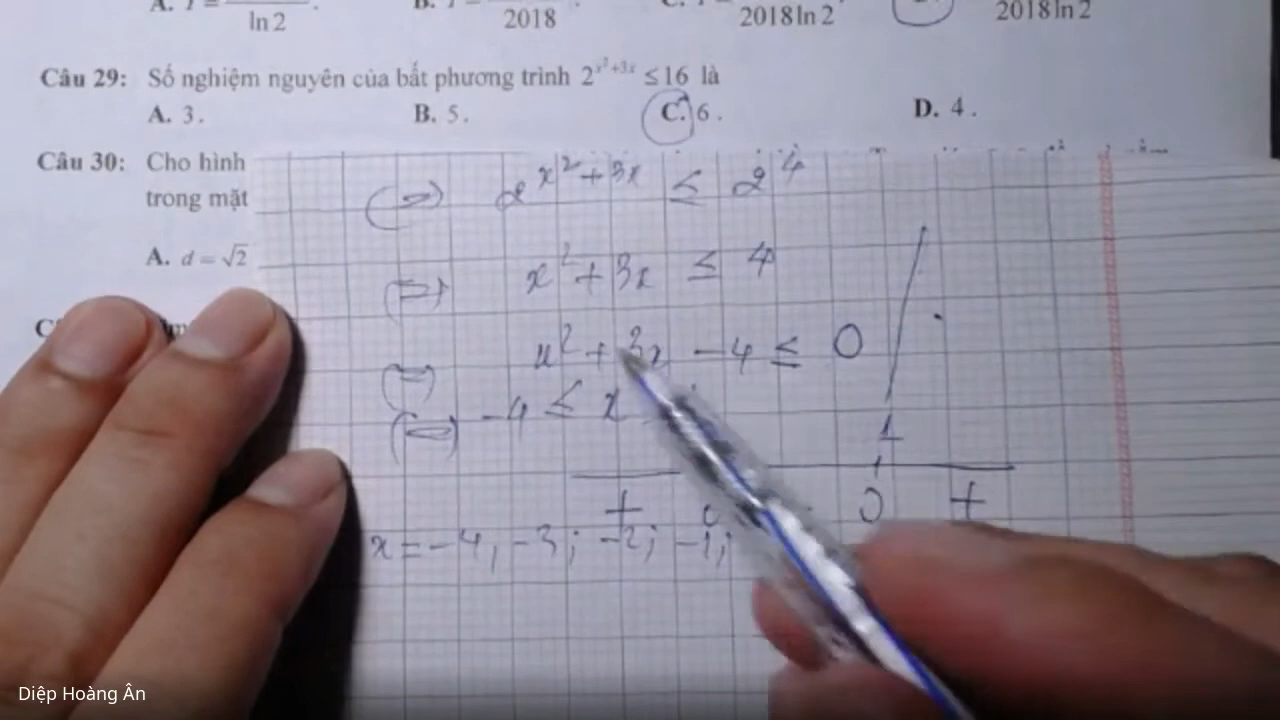 A.
ln 2
B.
2018
C.
2018 ln 2
2018 ln 2
Câu 29: Số nghiệm nguyên của bất phương trình 2^{x²+3x} ≤ 16 là
A. 3. B. 5. C. 6. D. 4.
Câu 30: Cho hình
trong mặt
A. d = √2
(=) 2^{x²+3x} ≤ 2^4
(=) x² + 3x ≤ 4
(=) x² + 3x - 4 ≤ 0
(=) -4 ≤ x
1
+ 0 +
x = -4, -3; -2; -1;
Diệp Hoàng Ân